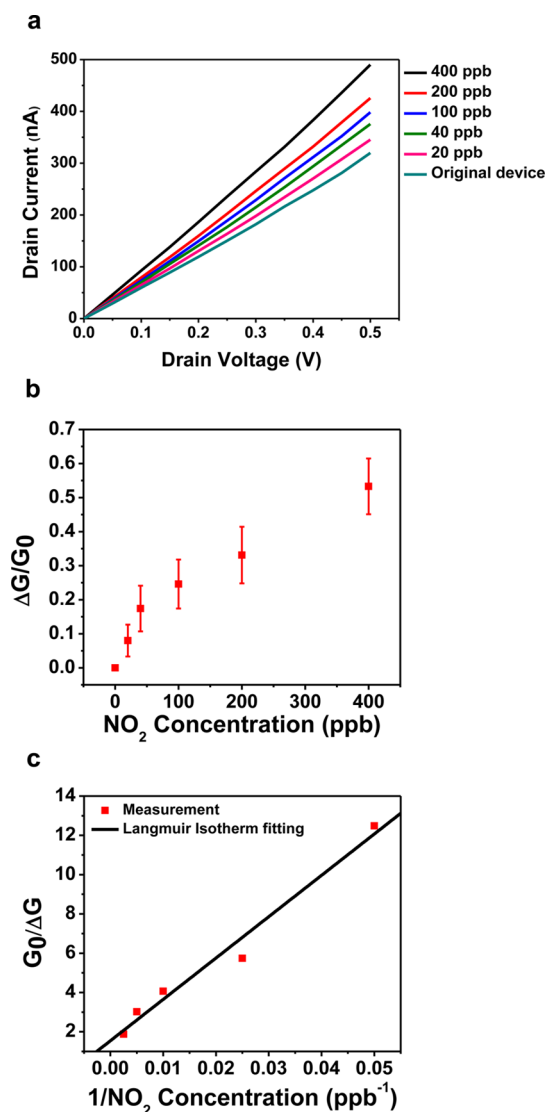 a
500
400
300
200
100
0
0.0 0.1 0.2 0.3 0.4 0.5
Drain Current (nA)
Drain Voltage (V)
400 ppb
200 ppb
100 ppb
40 ppb
20 ppb
Original device
b
0.7
0.6
0.5
0.4
0.3
0.2
0.1
0.0
0 100 200 300 400
ΔG/G0
NO2 Concentration (ppb)
c
14
12
10
8
6
4
2
0.00 0.01 0.02 0.03 0.04 0.05
Measurement
Langmuir Isotherm fitting
G0/ΔG
1/NO2 Concentration (ppb-1)